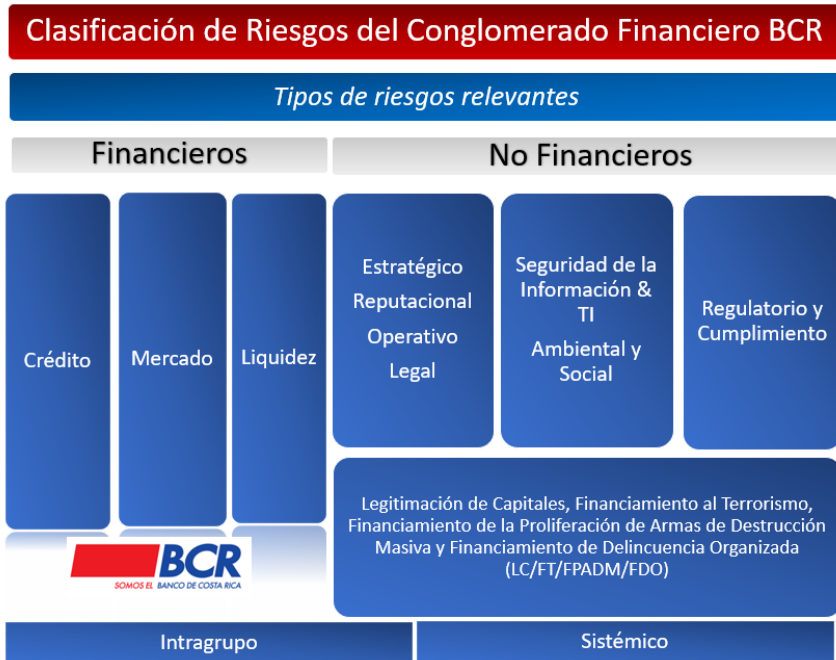 Clasificación de Riesgos del Conglomerado Financiero BCR
Tipos de riesgos relevantes
Financieros
No Financieros
Crédito
Mercado
Liquidez
Estratégico
Reputacional
Operativo
Legal
Seguridad de la
Información &
TI
Ambiental y
Social
Regulatorio y
Cumplimiento
Legitimación de Capitales, Financiamiento al Terrorismo,
Financiamiento de la Proliferación de Armas de Destrucción
Masiva y Financiamiento de Delincuencia Organizada
(LC/FT/FPADM/FDO)
BCR
SOMOS EL BANCO DE COSTA RICA
Intragrupo
Sistémico